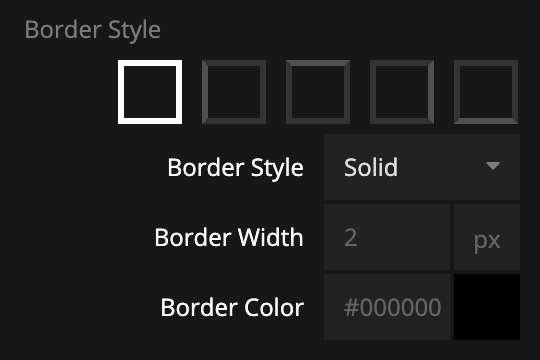 Border Style
Border Style Solid
Border Width 2 px
Border Color #000000